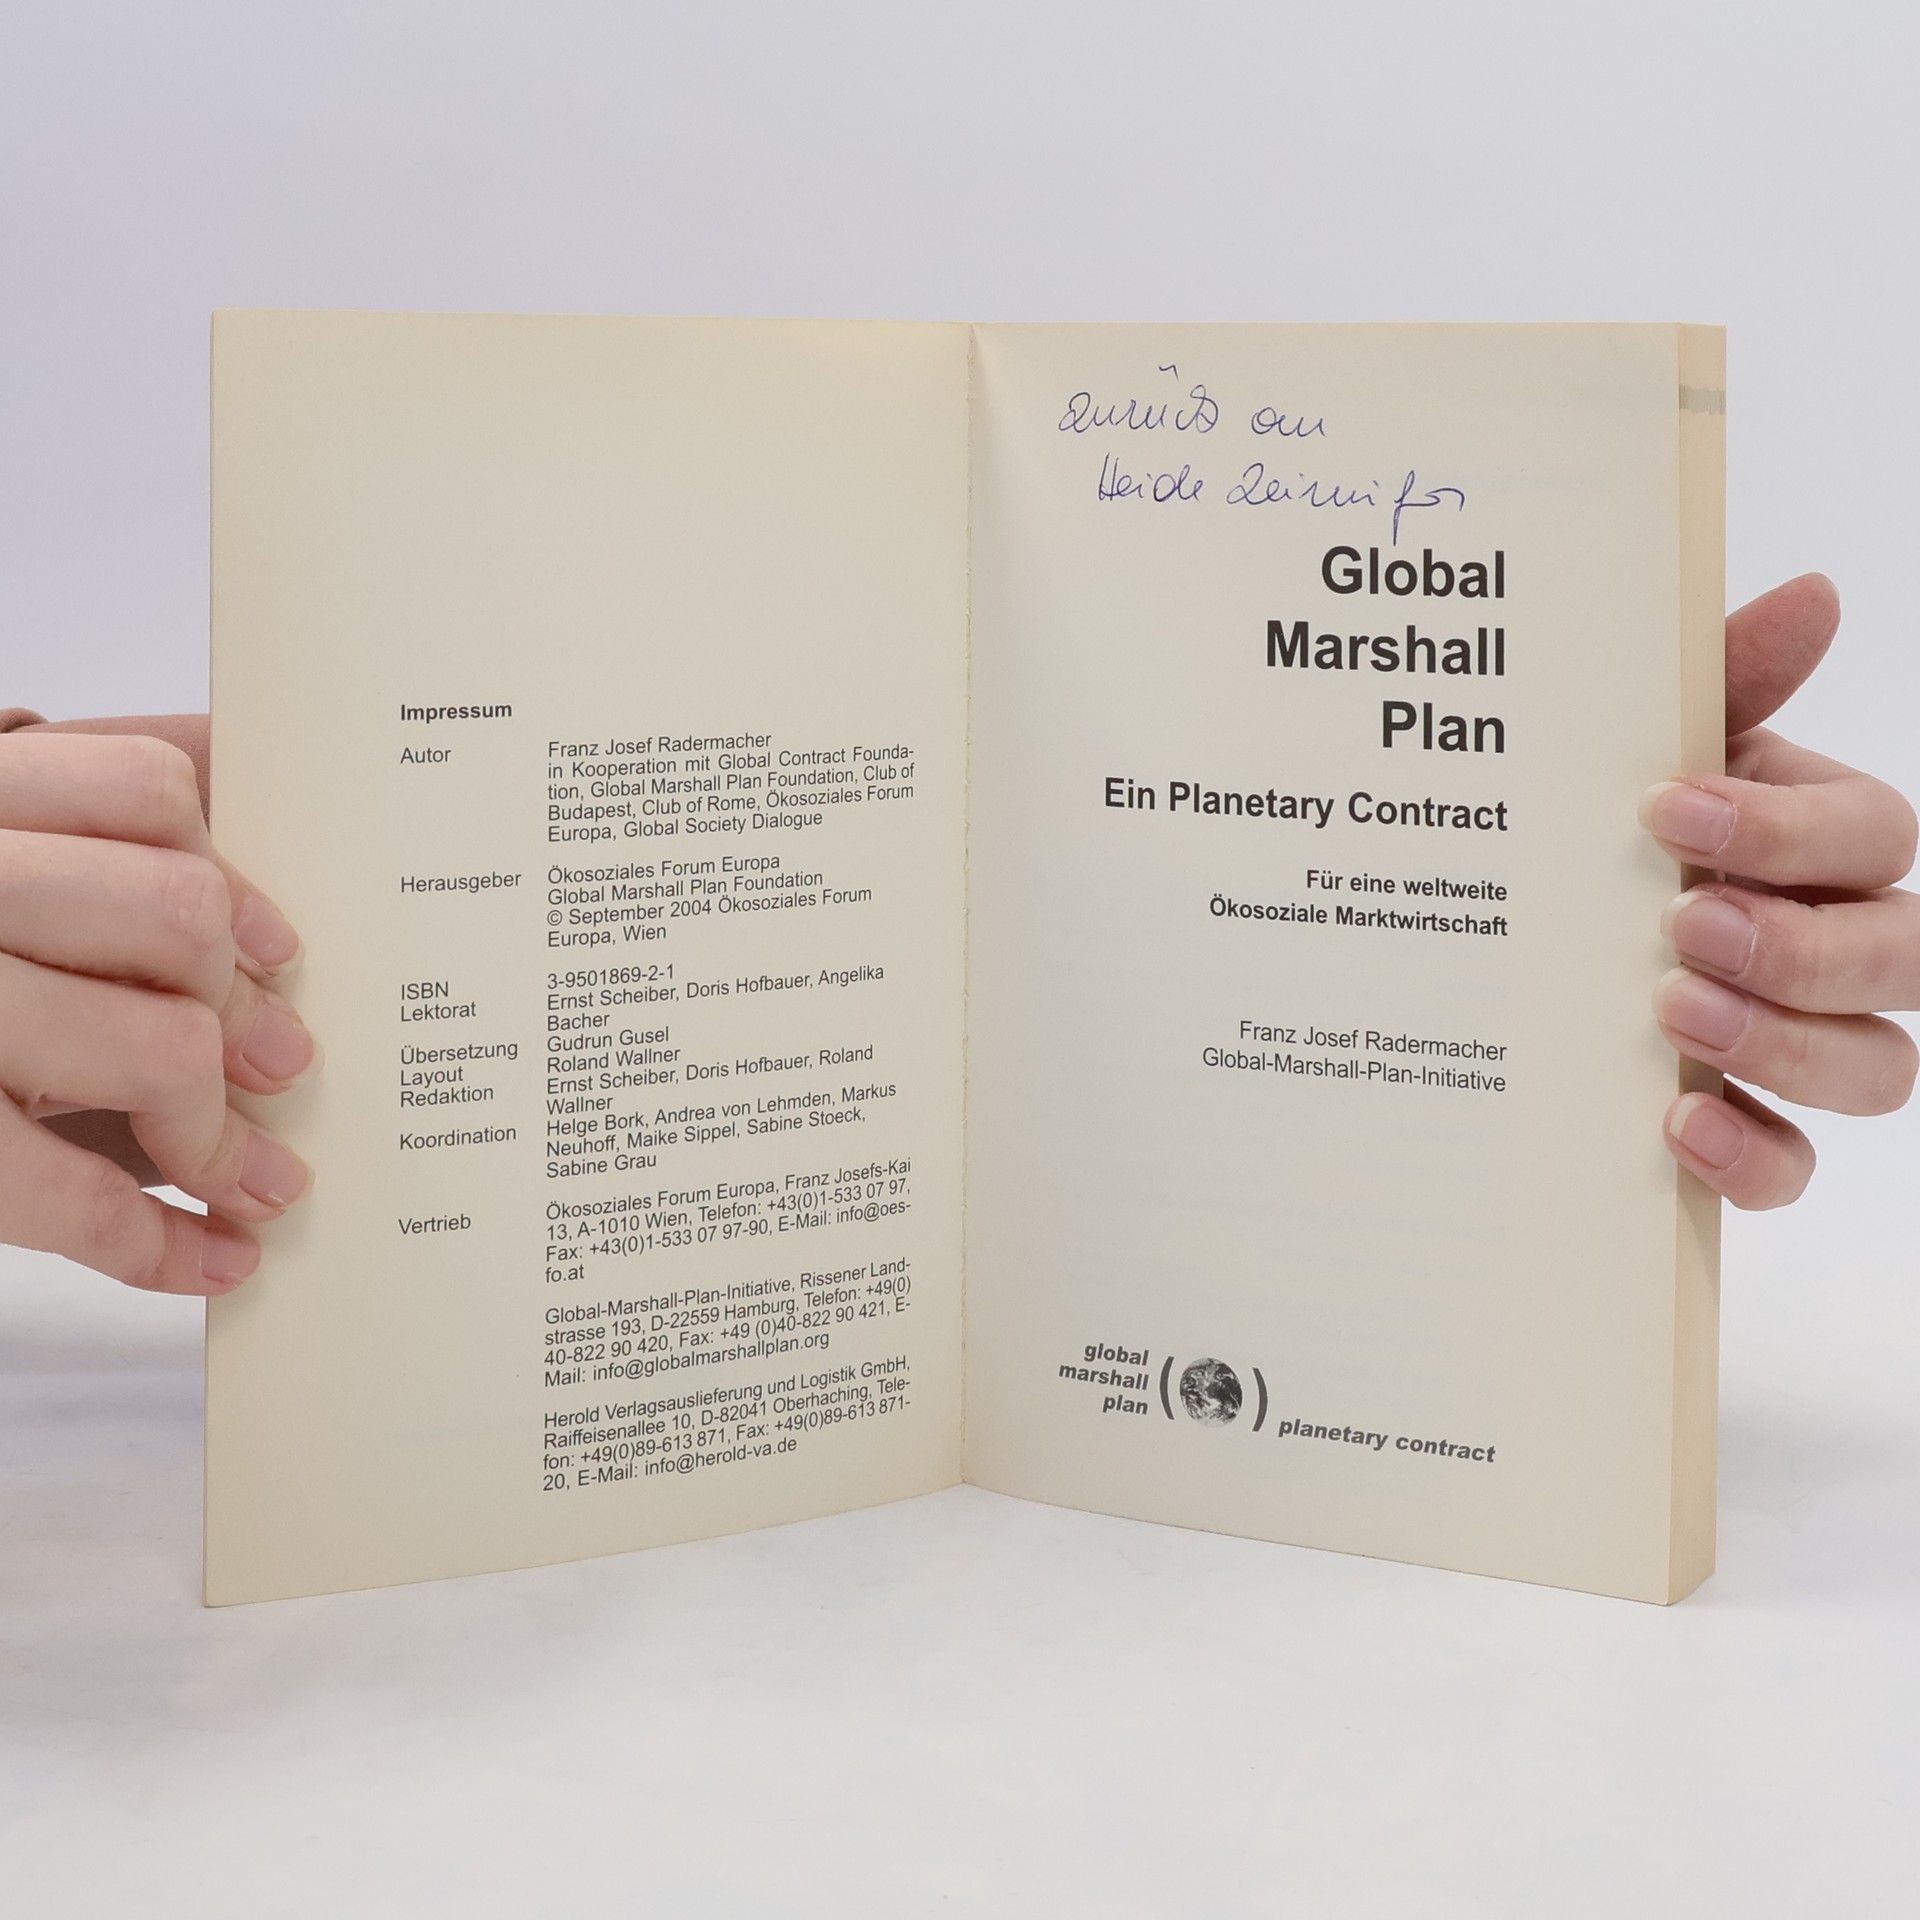 Impressum
Autor
Franz Josef Radermacher
in Kooperation mit Global Contract Founda-
tion, Global Marshall Plan Foundation, Club of
Budapest, Club of Rome, Ökosoziales Forum
Europa, Global Society Dialogue
Herausgeber
Ökosoziales Forum Europa
Global Marshall Plan Foundation
© September 2004 Ökosoziales Forum
Europa, Wien
ISBN
3-9501869-2-1
Lektorat
Ernst Scheiber, Doris Hofbauer, Angelika
Bacher
Übersetzung
Gudrun Gusel
Layout
Roland Wallner
Redaktion
Ernst Scheiber, Doris Hofbauer, Roland
Wallner
Koordination
Helge Bork, Andrea von Lehmden, Markus
Neuhoff, Maike Sippel, Sabine Stoeck,
Sabine Grau
Vertrieb
Ökosoziales Forum Europa, Franz Josefs-Kai
13, A-1010 Wien, Telefon: +43(0)1-533 07 97,
Fax: +43(0)1-533 07 97-90, E-Mail: info@oes-
fo.at
Global-Marshall-Plan-Initiative, Rissener Land-
strasse 193, D-22559 Hamburg, Telefon: +49(0)
40-822 90 420, Fax: +49 (0)40-822 90 421, E-
Mail: info@globalmarshallplan.org
Herold Verlagsauslieferung und Logistik GmbH,
Raiffeisenallee 10, D-82041 Oberhaching, Tele-
fon: +49(0)89-613 871, Fax: +49(0)89-613 871-
20, E-Mail: info@herold-va.de
zurück an
Heide
Global
Marshall
Plan
Ein Planetary Contract
Für eine weltweite
Ökosoziale Marktwirtschaft
Franz Josef Radermacher
Global-Marshall-Plan-Initiative
global
marshall
plan
planetary contract